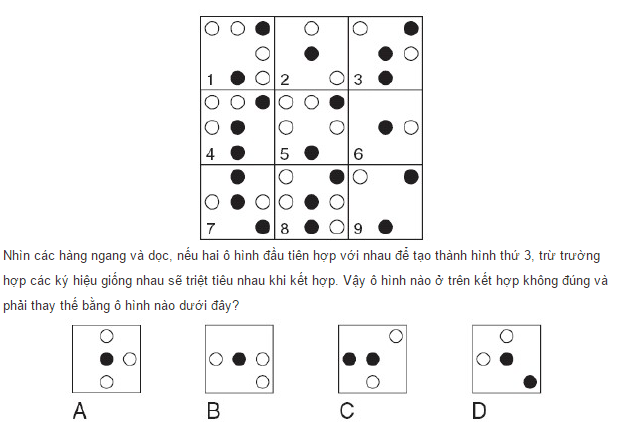 1 2 3
4 5 6
7 8 9
Nhìn các hàng ngang và dọc, nếu hai ô hình đầu tiên hợp với nhau để tạo thành hình thứ 3, trừ trường
hợp các ký hiệu giống nhau sẽ triệt tiêu nhau khi kết hợp. Vậy ô hình nào ở trên kết hợp không đúng và
phải thay thế bằng ô hình nào dưới đây?
A B C D